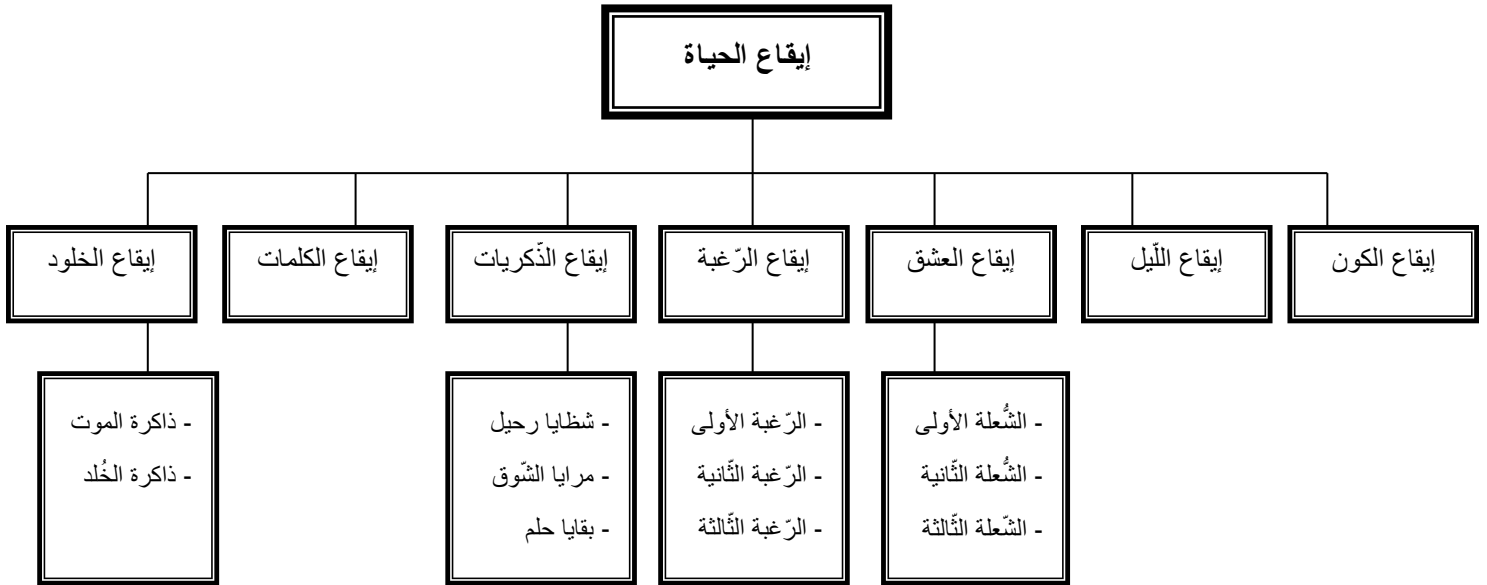 إيقاع الحياة
إيقاع الكون
إيقاع اللّيل
إيقاع العشق
إيقاع الرّغبة
إيقاع الذّكريات
إيقاع الكلمات
إيقاع الخلود
- الشُّعلة الأولى
- الشُّعلة الثّانية
- الشّعلة الثّالثة
- الرّغبة الأولى
- الرّغبة الثّانية
- الرّغبة الثّالثة
- شظايا رحيل
- مرايا الشّوق
- بقايا حلم
- ذاكرة الموت
- ذاكرة الخُلد